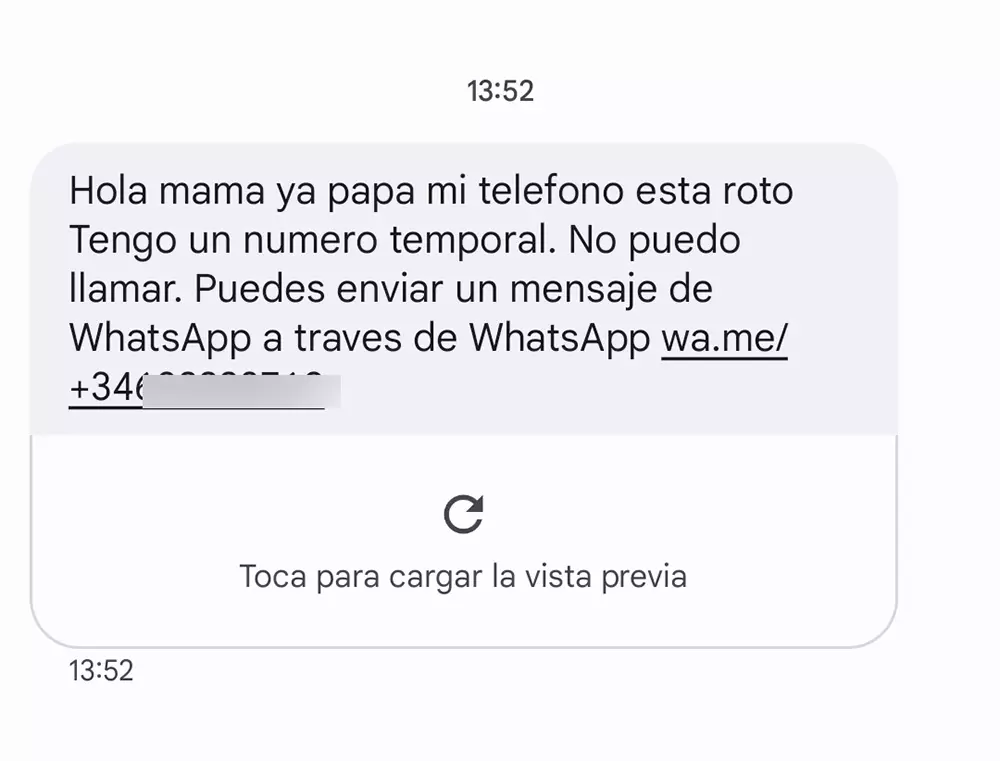 13:52
Hola mama ya papa mi telefono esta roto
Tengo un numero temporal. No puedo
llamar. Puedes enviar un mensaje de
WhatsApp a traves de WhatsApp wa.me/
+346
Toca para cargar la vista previa
13:52